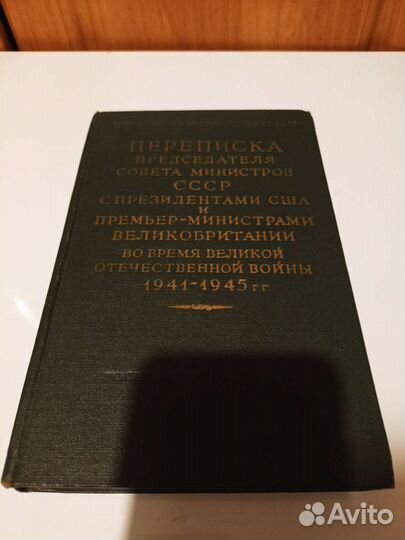 ПЕРЕПИСКА
ПРЕДСЕДАТЕЛЯ
СОВЕТА МИНИСТРОВ
СССР
С ПРЕЗИДЕНТАМИ США
И
ПРЕМЬЕР-МИНИСТРАМИ
ВЕЛИКОБРИТАНИИ
ВО ВРЕМЯ ВЕЛИКОЙ
ОТЕЧЕСТВЕННОЙ ВОЙНЫ
1941-1945 гг.
Avito